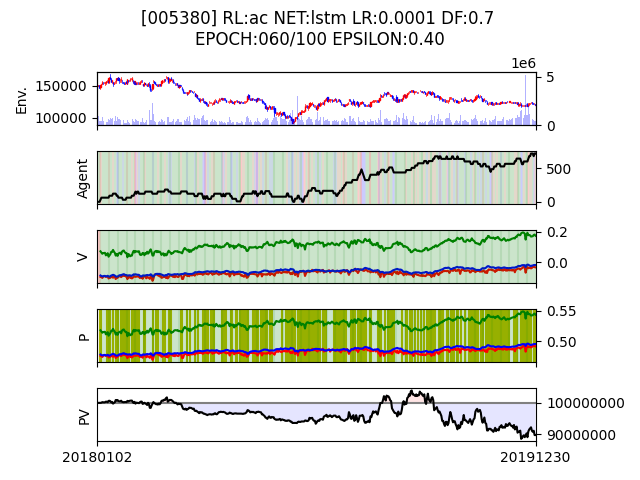 [005380] RL:ac NET:lstm LR:0.0001 DF:0.7
EPOCH:060/100 EPSILON:0.40
1e6
Env.
150000
100000
5
0
Agent
500
0
V
0.2
0.0
P
0.55
0.50
PV
100000000
90000000
20180102
20191230